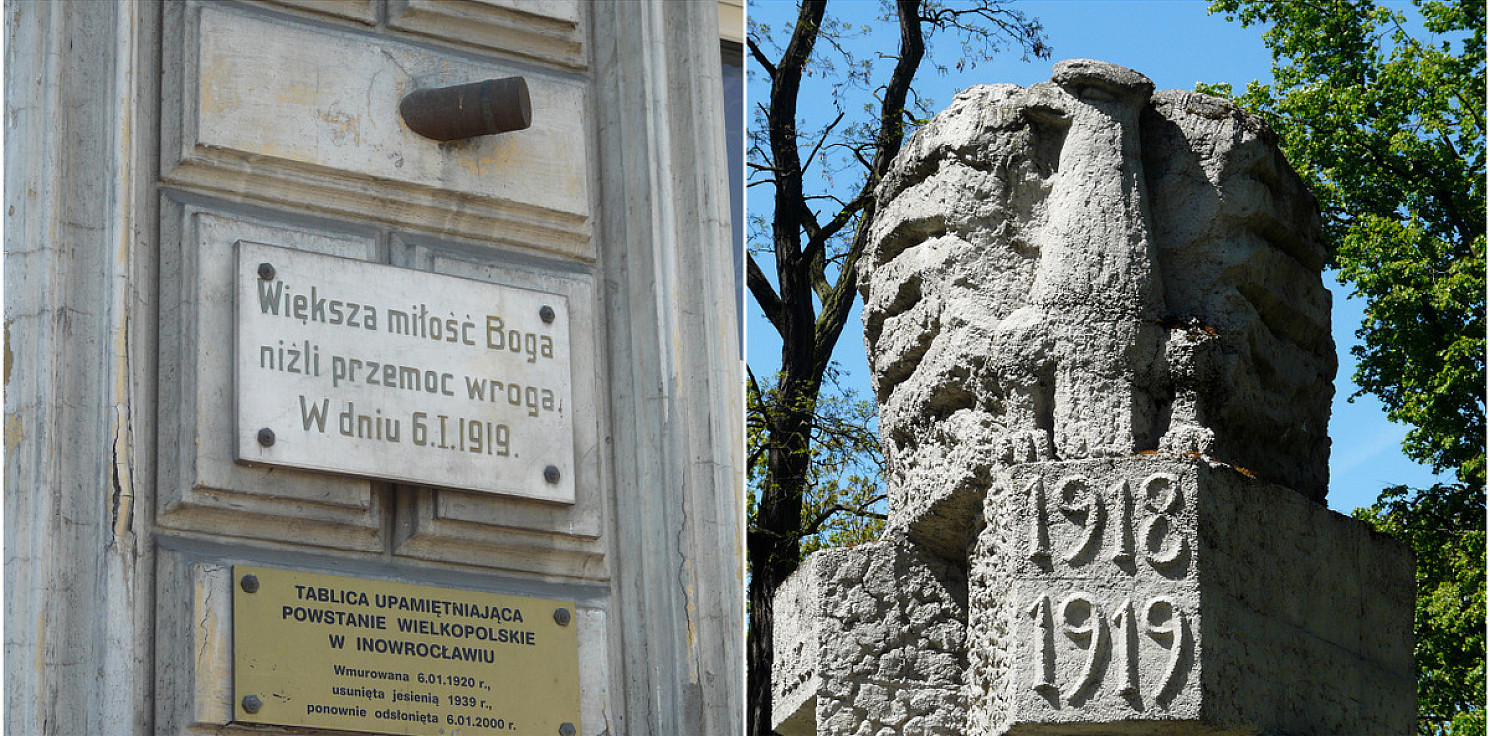 Większa miłość Boga
niżli przemoc wroga,
W dniu 6.I.1919.
TABLICA UPAMIĘTNIAJĄCA
POWSTANIE WIELKOPOLSKIE
W INOWROCŁAWIU
Wmurowana 6.01.1920 r.,
usunięta jesienią 1939 r.,
ponownie odsłonięta 6.01.2000 r.
1918
1919